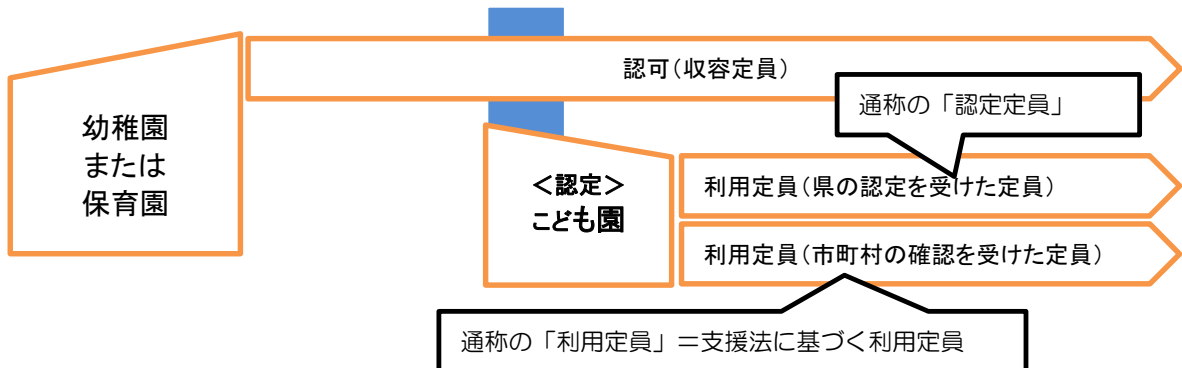 認可(収容定員)
通称の「認定定員」
幼稚園
または
保育園
<認定>
こども園
利用定員(県の認定を受けた定員)
利用定員(市町村の確認を受けた定員)
通称の「利用定員」=支援法に基づく利用定員